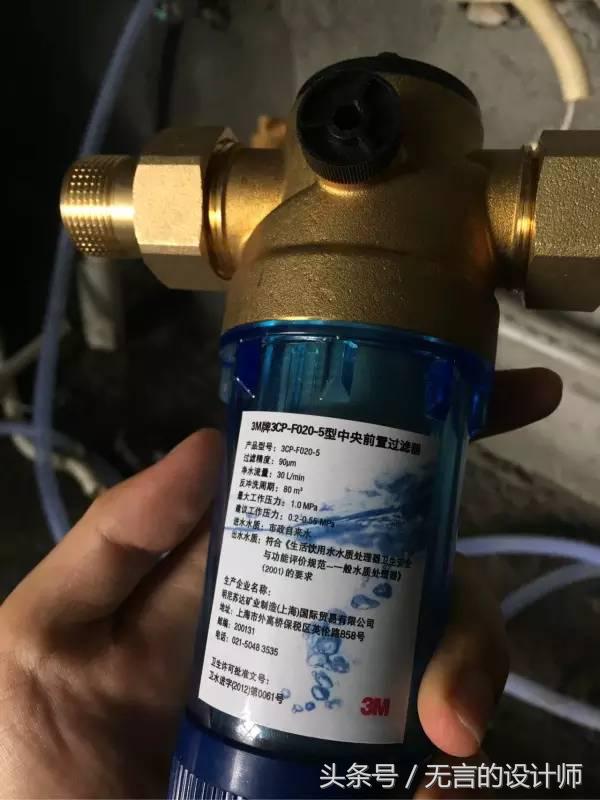 3M牌3CP-F020-5型中央前置过滤器
产品型号：3CP-F020-5
过滤精度：90μm
净水流量：30 L/min
反冲洗周期：80 m³
最大工作压力：1.0 MPa
建议工作压力：0.2-0.55 MPa
进水水质：市政自来水
出水水质：符合《生活饮用水水质处理器卫生安全
与功能评价规范—一般水质处理器》
(2001) 的要求
生产企业名称：
明尼苏达矿业制造(上海)国际贸易有限公司
地址：上海市外高桥保税区英伦路858号
邮编：200131
电话：021-5048 3535
卫生许可批准文号：
卫水进字(2012)第0061号
3M
头条号 / 无言的设计师